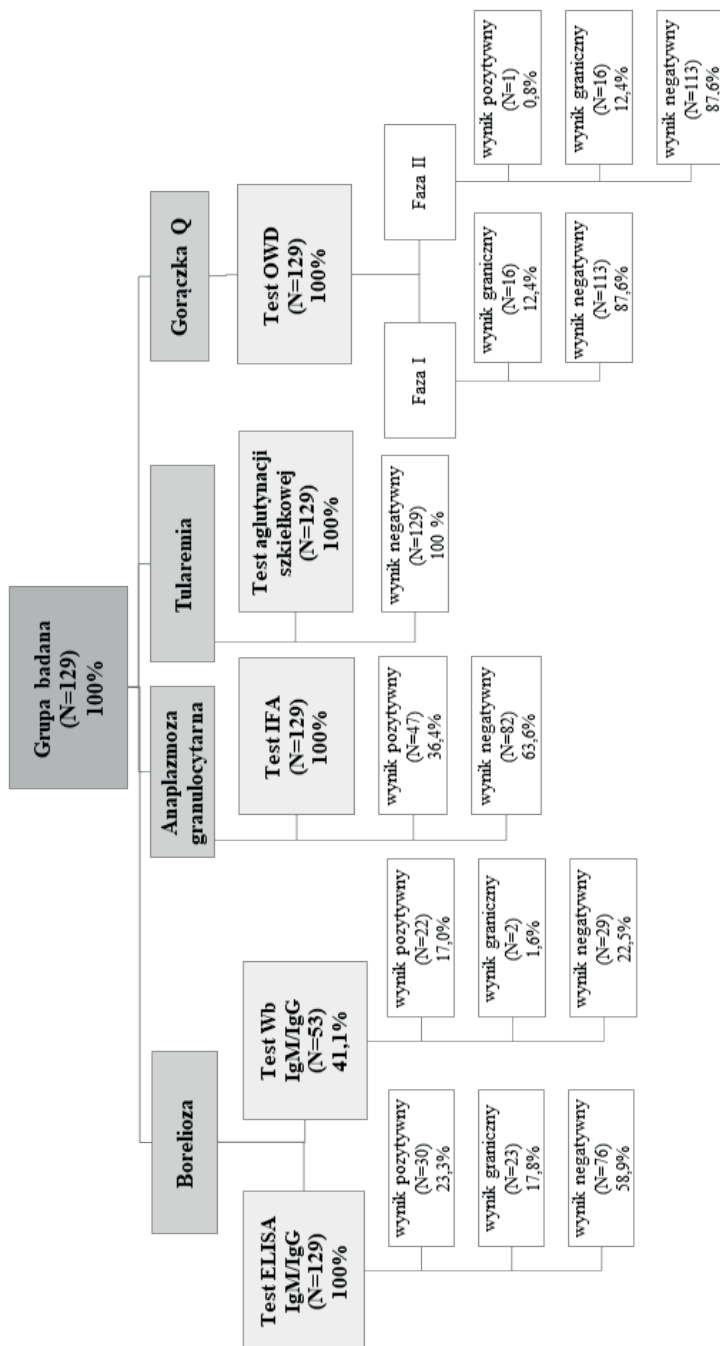 Grupa badana
(N=129)
100%
Borelioza
Test ELISA
IgM/IgG
(N=129)
100%
wynik pozytywny
(N=30)
23,3%
wynik graniczny
(N=23)
17,8%
wynik negatywny
(N=76)
58,9%
Test Wb
IgM/IgG
(N=53)
41,1%
wynik pozytywny
(N=22)
17,0%
wynik graniczny
(N=2)
1,6%
wynik negatywny
(N=29)
22,5%
Anaplazmoza
granulocytarna
Test IFA
(N=129)
100%
wynik pozytywny
(N=47)
36,4%
wynik negatywny
(N=82)
63,6%
Tularemia
Test aglutynacji
szkiełkowej
(N=129)
100%
wynik negatywny
(N=129)
100 %
Gorączka Q
Test OWD
(N=129)
100%
Faza I
wynik graniczny
(N=16)
12,4%
wynik negatywny
(N=113)
87,6%
Faza II
wynik pozytywny
(N=1)
0,8%
wynik graniczny
(N=16)
12,4%
wynik negatywny
(N=113)
87,6%